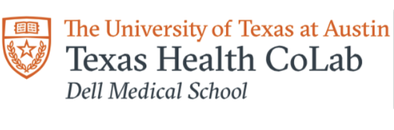 The University of Texas at Austin
Texas Health CoLab
Dell Medical School